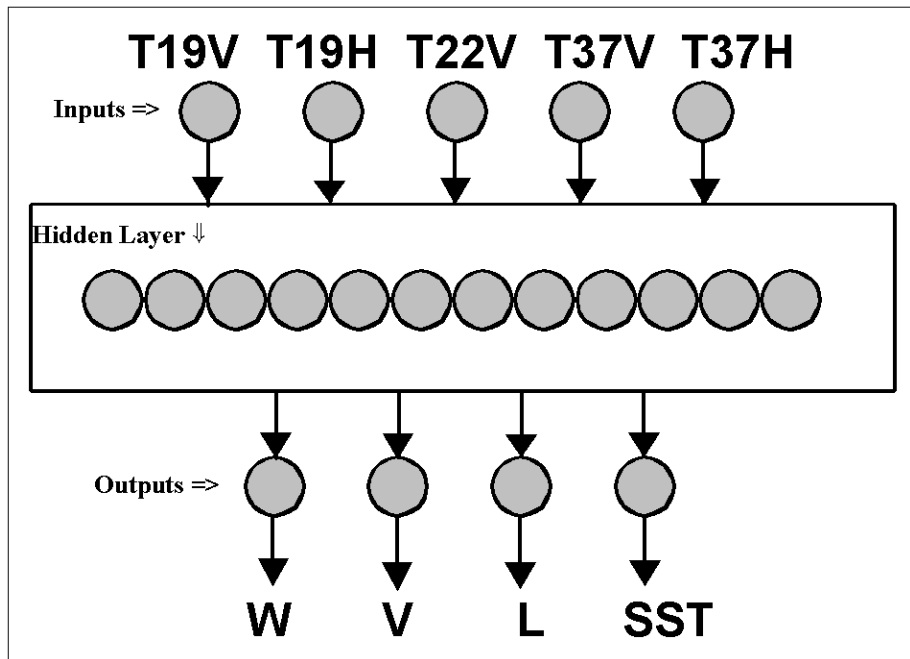 T19V T19H T22V T37V T37H
Inputs =>
Hidden Layer ⇓
Outputs =>
W V L SST